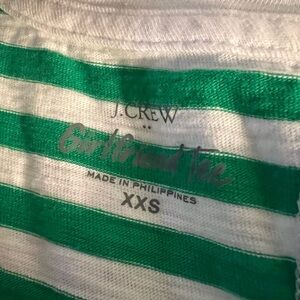 J.CREW
Girlfriend Tee
MADE IN PHILIPPINES
XXS